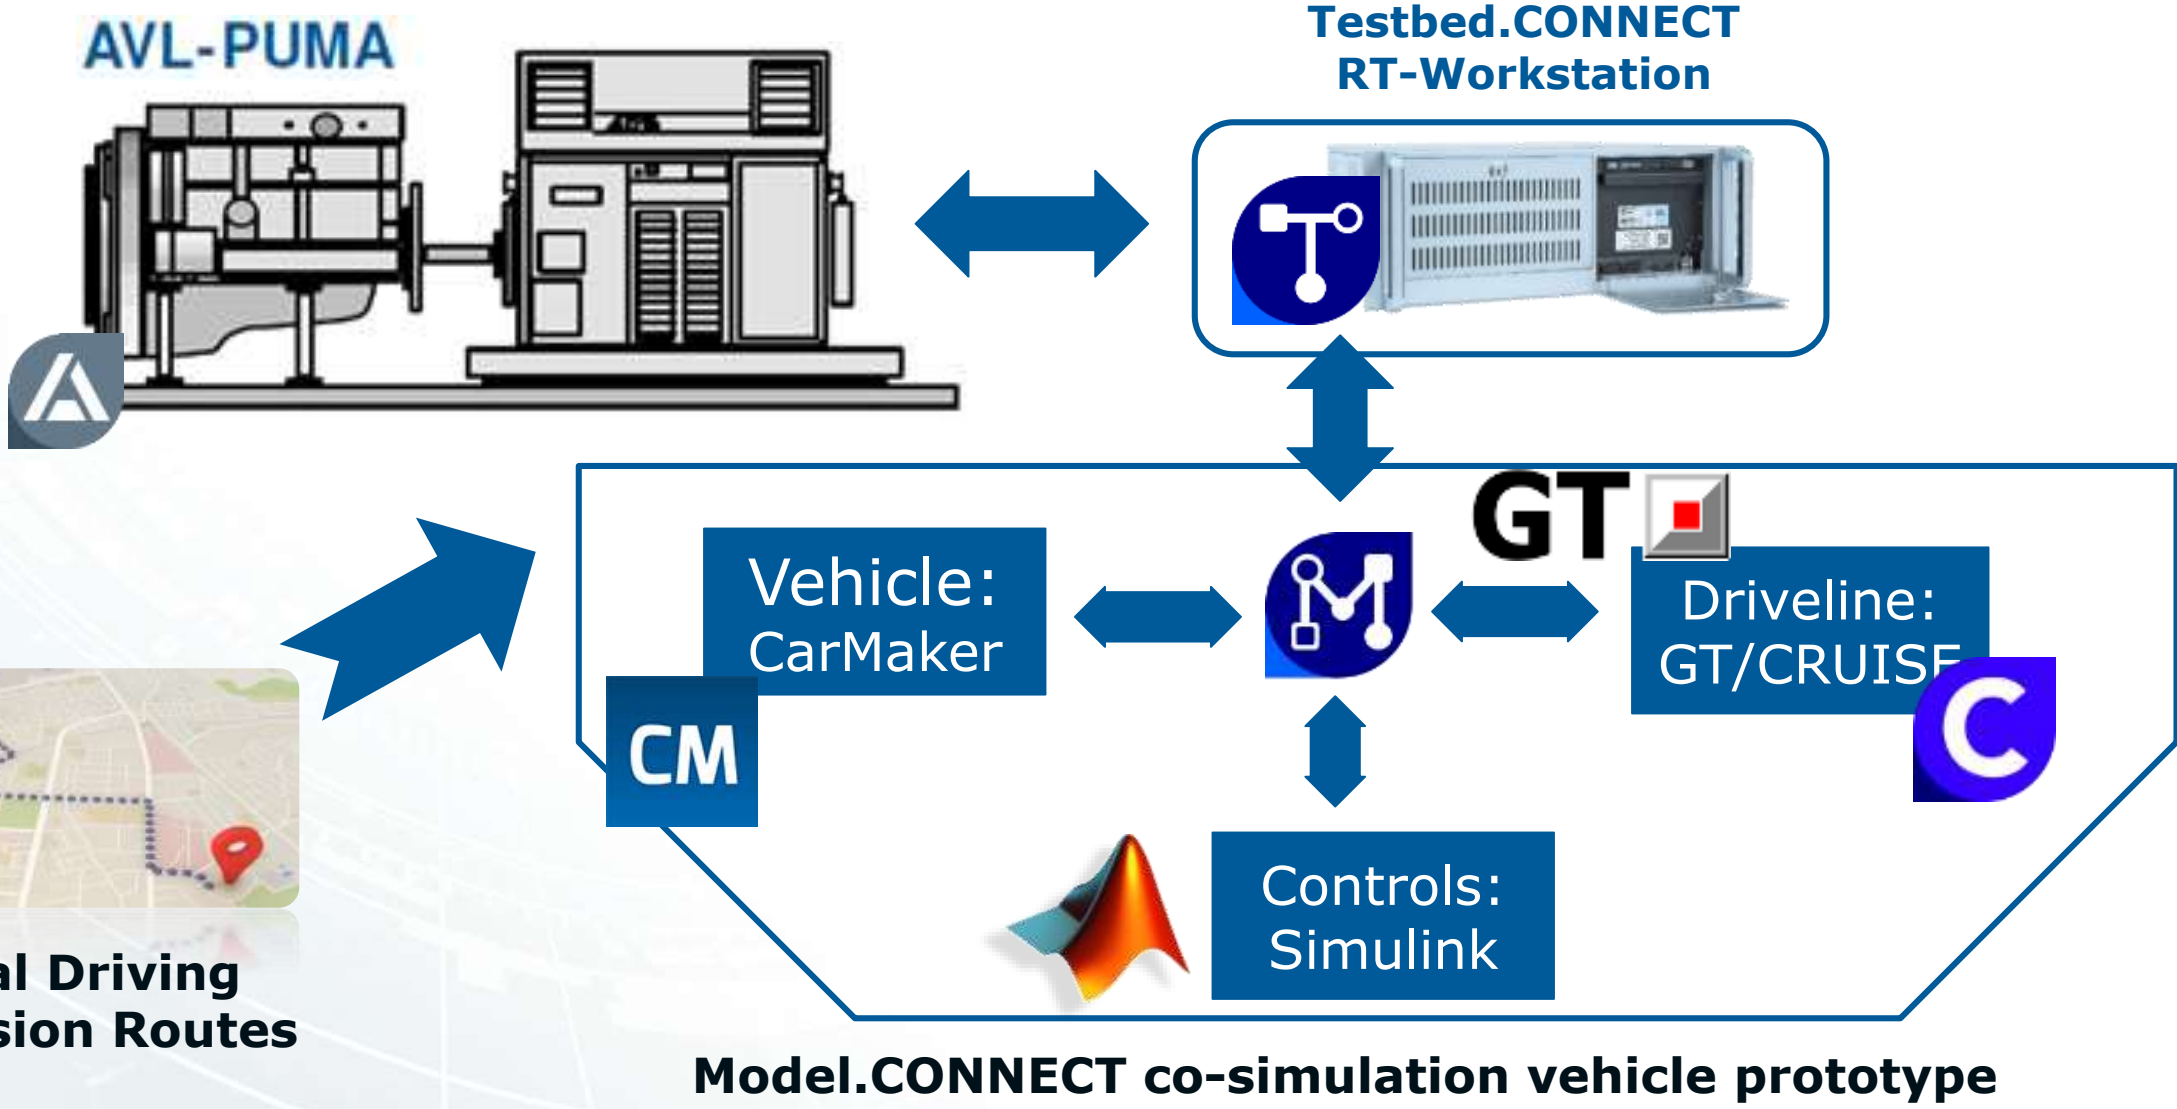 AVL-PUMA
Testbed.CONNECT
RT-Workstation
GT
Vehicle:
CarMaker
Driveline:
GT/CRUISE
CM
C
Controls:
Simulink
al Driving
sion Routes
Model.CONNECT co-simulation vehicle prototype